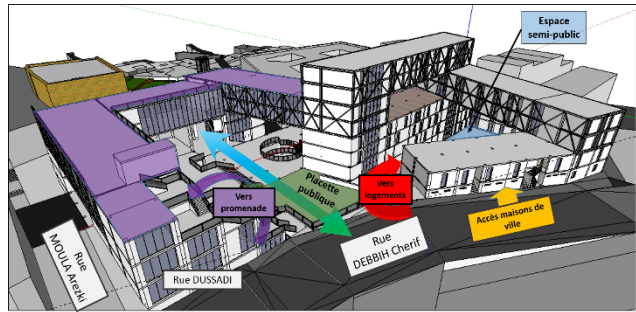 Espace
semi-public
Placette
publique
Vers
promenade
Vers
logements
Accès maisons de
ville
Rue
MOULA Arezki
Rue DUSSADI
Rue
DEBBIH Cherif